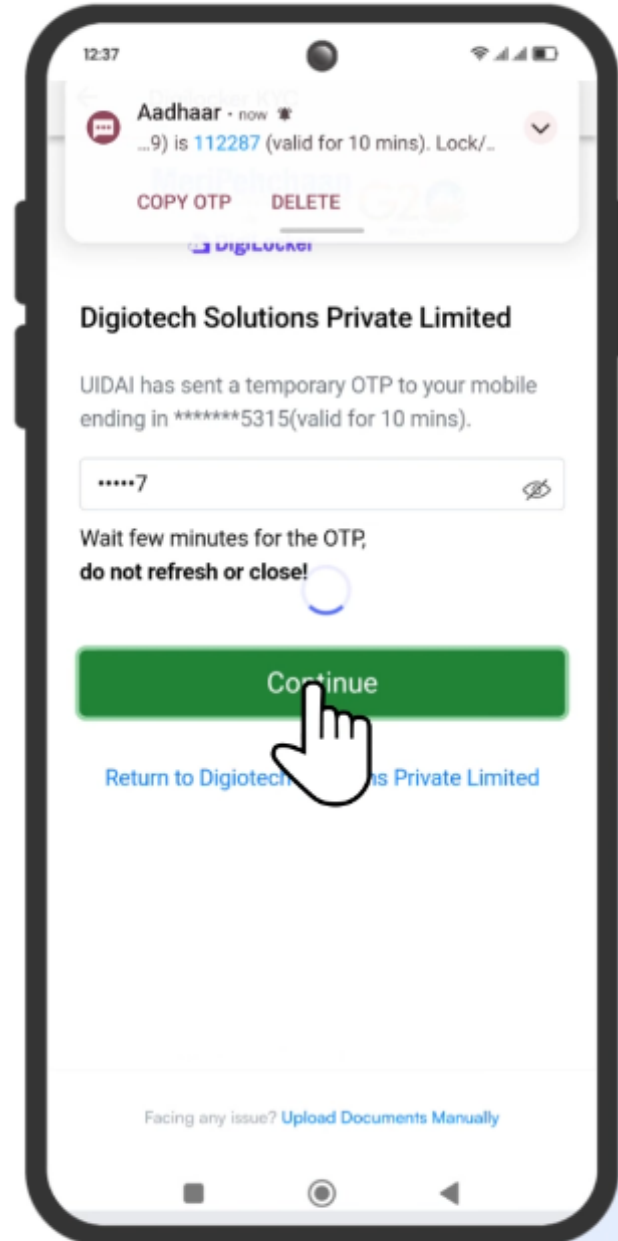 12:37
Aadhaar • now
...9) is 112287 (valid for 10 mins). Lock/..
COPY OTP DELETE
DigiLocker
Digiotech Solutions Private Limited
UIDAI has sent a temporary OTP to your mobile
ending in *******5315(valid for 10 mins).
•••••7
Wait few minutes for the OTP,
do not refresh or close!
Continue
Return to Digiotech Private Limited
Facing any issue? Upload Documents Manually